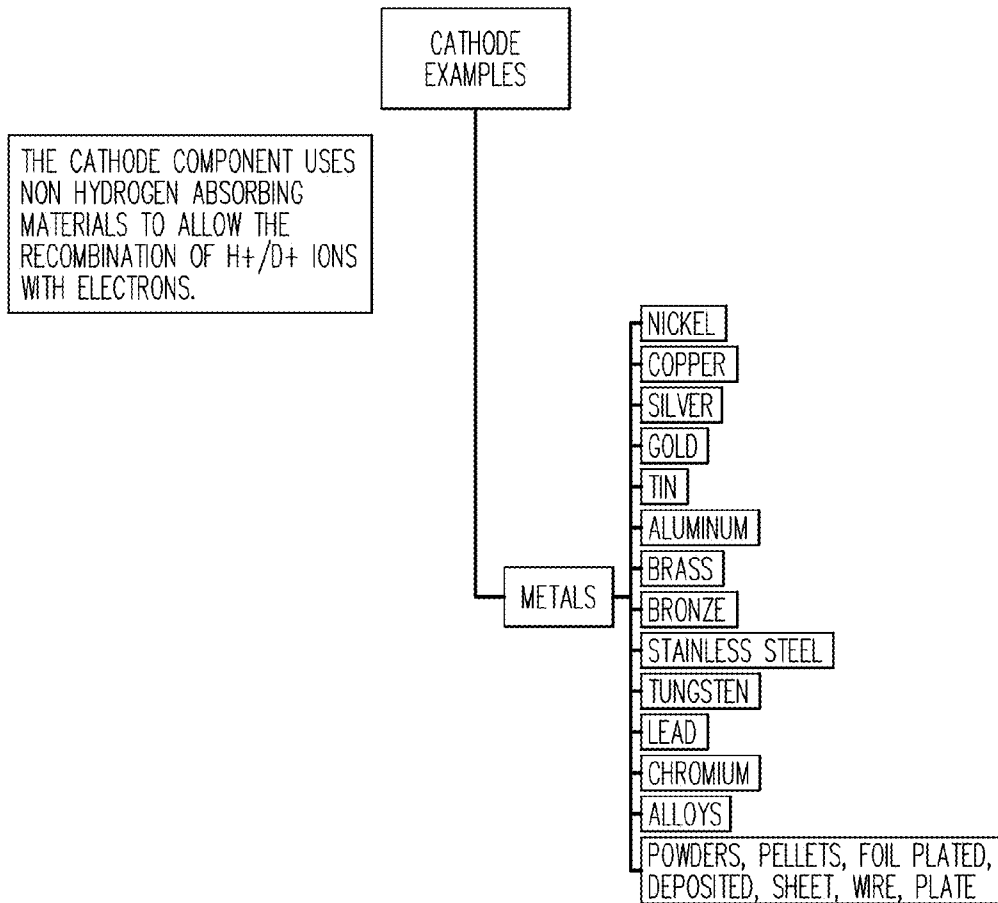 CATHODE
EXAMPLES
THE CATHODE COMPONENT USES
NON HYDROGEN ABSORBING
MATERIALS TO ALLOW THE
RECOMBINATION OF H+/D+ IONS
WITH ELECTRONS.
METALS
NICKEL
COPPER
SILVER
GOLD
TIN
ALUMINUM
BRASS
BRONZE
STAINLESS STEEL
TUNGSTEN
LEAD
CHROMIUM
ALLOYS
POWDERS, PELLETS, FOIL PLATED,
DEPOSITED, SHEET, WIRE, PLATE